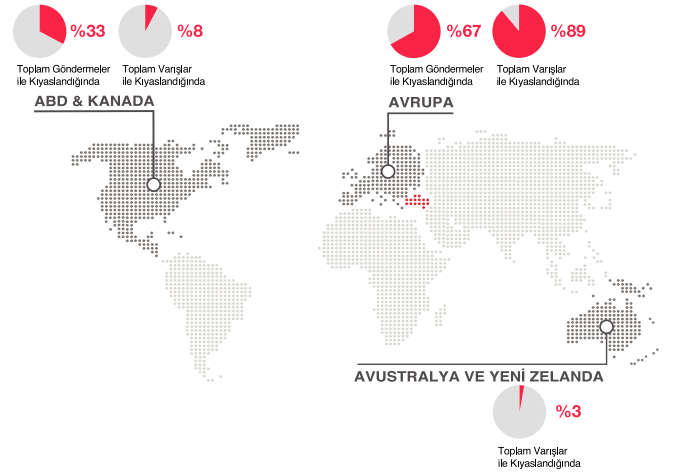 %33
%8
Toplam Göndermeler
ile Kıyaslandığında
Toplam Varışlar
ile Kıyaslandığında
ABD & KANADA
%67
%89
Toplam Göndermeler
ile Kıyaslandığında
Toplam Varışlar
ile Kıyaslandığında
AVRUPA
AVUSTRALYA VE YENİ ZELANDA
%3
Toplam Varışlar
ile Kıyaslandığında